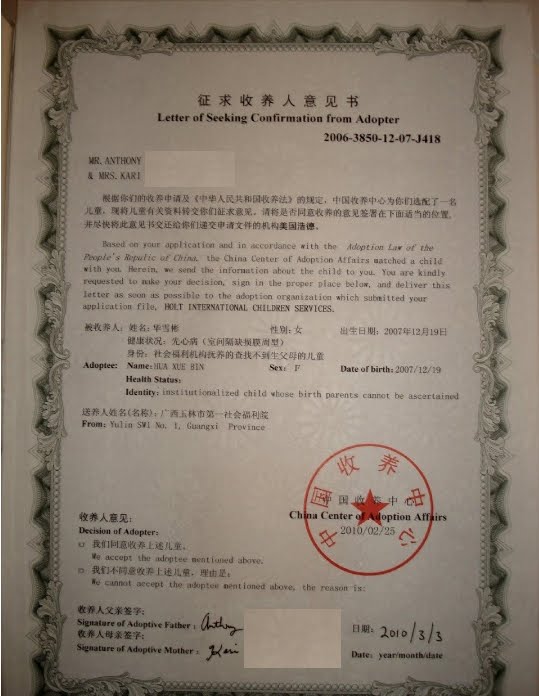 征求收养人意见书
Letter of Seeking Confirmation from Adopter
2006-3850-12-07-J418
MR. ANTHONY
& MRS. KARI
根据你们的收养申请及《中华人民共和国收养法》的规定，中国收养中心为你们选配了一名
儿童，现将儿童有关资料转交你们征求意见。请将是否同意收养的意见签署在下面适当的位置，
并尽快将此意见书交还给你们递交申请文件的机构美国浩德。
Based on your application and in accordance with the Adoption Law of the
People's Republic of China, the China Center of Adoption Affairs matched a child
with you. Herein, we send the information about the child to you. You are kindly
requested to make your decision, sign in the proper place below, and deliver this
letter as soon as possible to the adoption organization which submitted your
application file, HOLT INTERNATIONAL CHILDREN SERVICES.
被收养人：姓名：华雪彬 性别：女 出生日期：2007年12月19日
健康状况：先心病（室间隔缺损膜周型）
身份：社会福利机构抚养的查找不到生父母的儿童
Adoptee: Name: HUA XUE BIN Sex: F Date of birth: 2007/12/19
Health Status:
Identity: institutionalized child whose birth parents cannot be ascertained
送养人姓名(名称)：广西玉林市第一社会福利院
From: Yulin SWI No. 1, Guangxi Province
中国收养中心
中国收养中心
China Center of Adoption Affairs
2010/02/25
收养人意见：
Decision of Adopter:
□ 我们同意收养上述儿童。
We accept the adoptee mentioned above.
□ 我们不同意收养上述儿童，理由是：
We cannot accept the adoptee mentioned above, the reason is:
收养人父亲签字：
Signature of Adoptive Father: Anthony
日期：2010/3/3
收养人母亲签字：
Signature of Adoptive Mother: Kari
Date: year/month/date